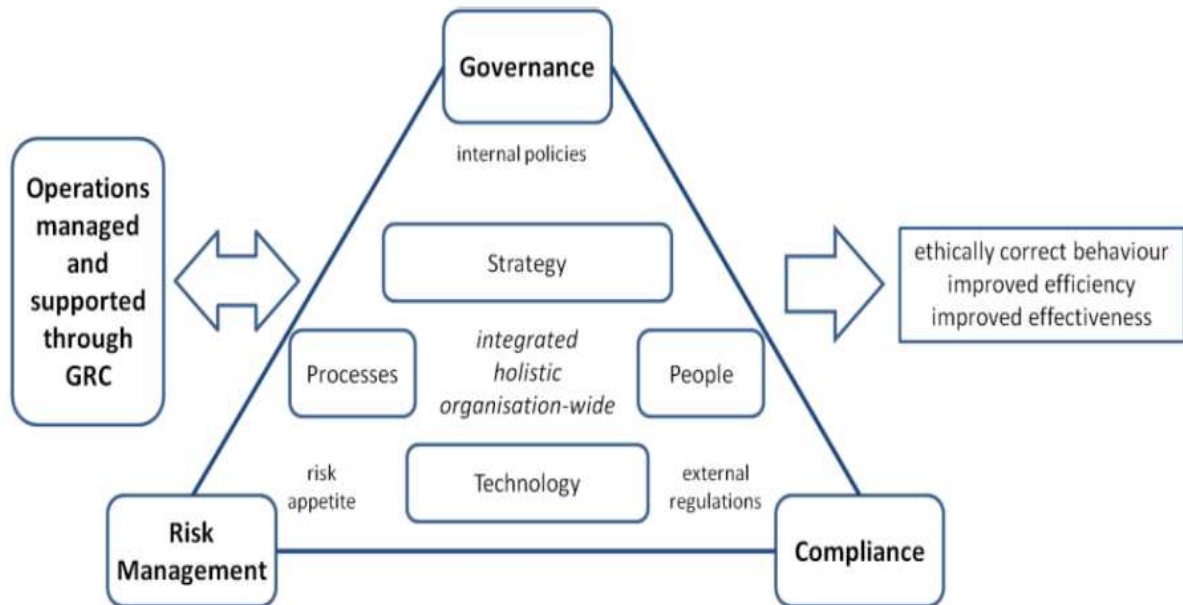 Governance
internal policies
Operations
managed
and
supported
through
GRC
Strategy
ethically correct behaviour
improved efficiency
improved effectiveness
Processes
integrated
holistic
organisation-wide
People
risk
appetite
Technology
external
regulations
Risk
Management
Compliance